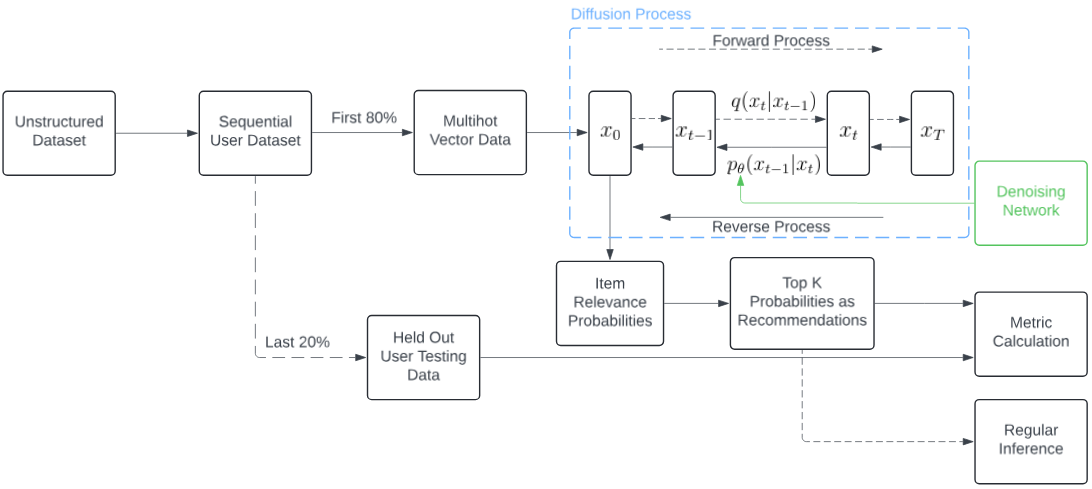 Diffusion Process
Forward Process
Unstructured
Dataset
Sequential
User Dataset
First 80%
Multihot
Vector Data
x_0
x_{t-1}
q(x_t|x_{t-1})
p_θ(x_{t-1}|x_t)
x_t
x_T
Denoising
Network
Reverse Process
Item
Relevance
Probabilities
Top K
Probabilities as
Recommendations
Metric
Calculation
Last 20%
Held Out
User Testing
Data
Regular
Inference